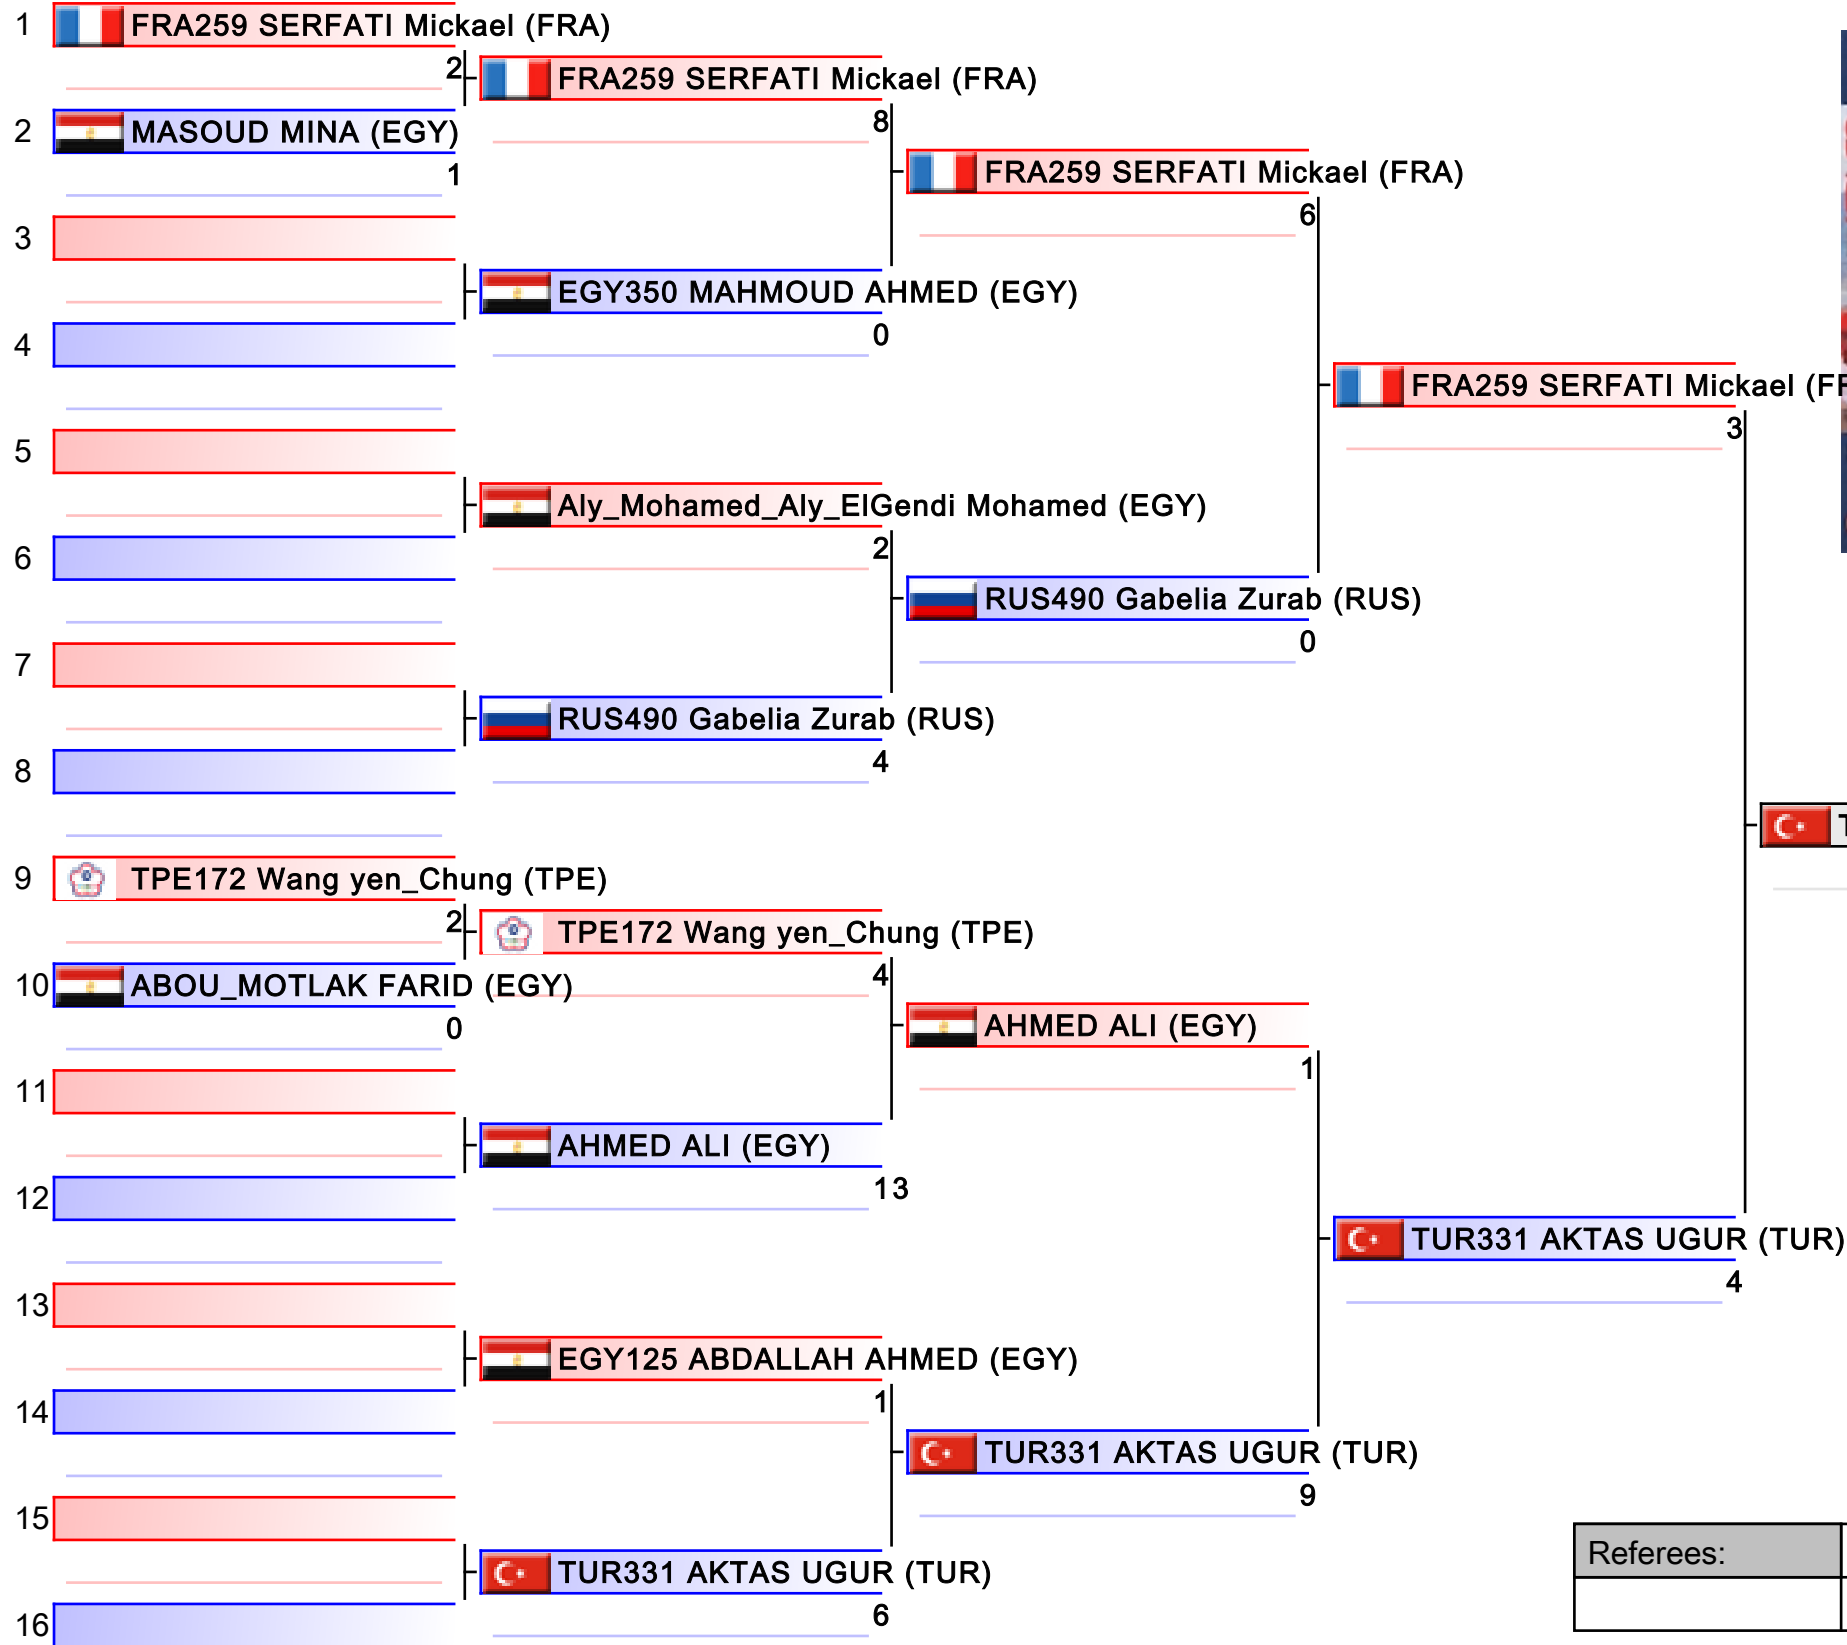 1 FRA259 SERFATI Mickael (FRA)
2 FRA259 SERFATI Mickael (FRA)
8
2 MASOUD MINA (EGY)
1
FRA259 SERFATI Mickael (FRA)
6
3
EGY350 MAHMOUD AHMED (EGY)
0
4
FRA259 SERFATI Mickael (FR
3
5
Aly_Mohamed_Aly_ElGendi Mohamed (EGY)
2
6
RUS490 Gabelia Zurab (RUS)
0
7
RUS490 Gabelia Zurab (RUS)
4
8
T
9 TPE172 Wang yen_Chung (TPE)
2 TPE172 Wang yen_Chung (TPE)
4
10 ABOU_MOTLAK FARID (EGY)
0
AHMED ALI (EGY)
1
11
AHMED ALI (EGY)
13
12
TUR331 AKTAS UGUR (TUR)
4
13
EGY125 ABDALLAH AHMED (EGY)
1
14
TUR331 AKTAS UGUR (TUR)
9
15
Referees:
TUR331 AKTAS UGUR (TUR)
6
16